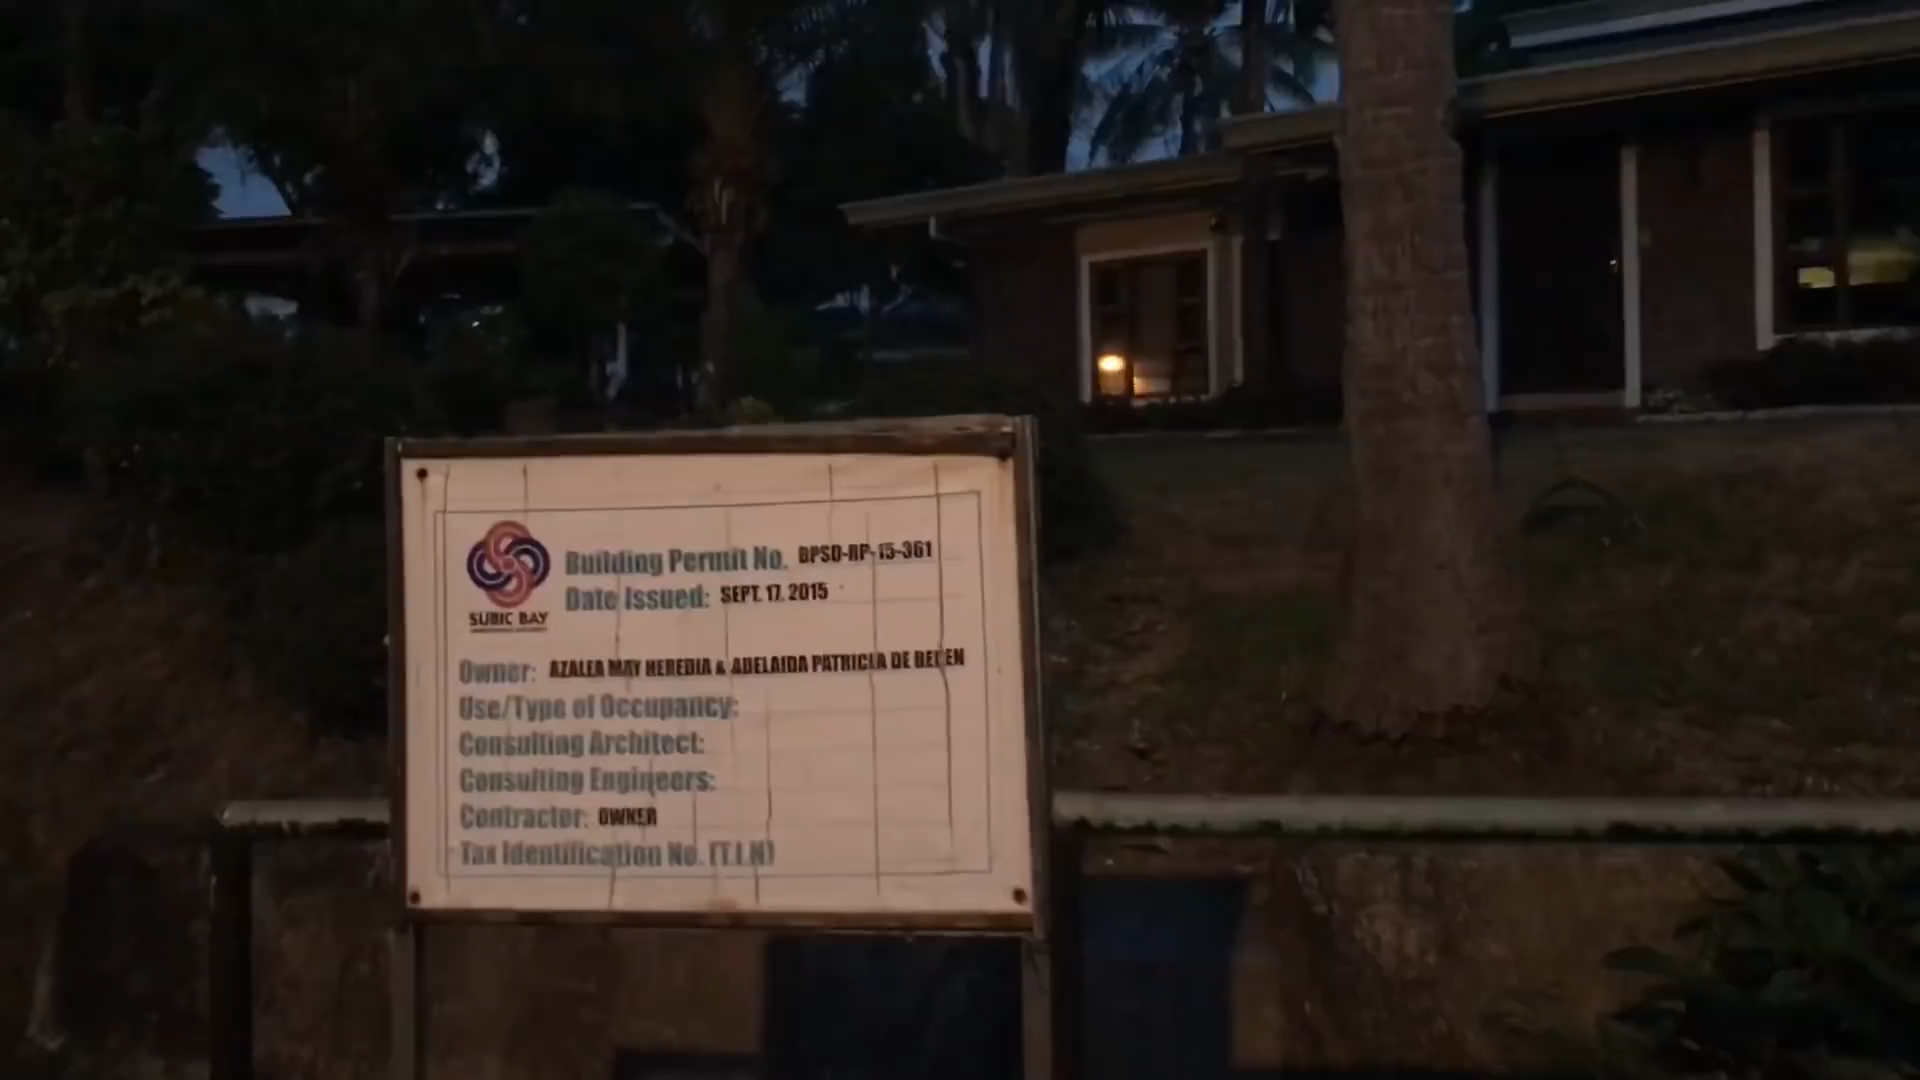 Building Permit No. BPSD-RP-15-361
Date Issued: SEPT. 17, 2015
SUBIC BAY
Owner: AZALEA MAY HEREDIA & ADELAIDA PATRICIA DE BELEN
Use/Type of Occupancy:
Consulting Architect:
Consulting Engineers:
Contractor: OWNER
Tax Identification No. (T.I.N)